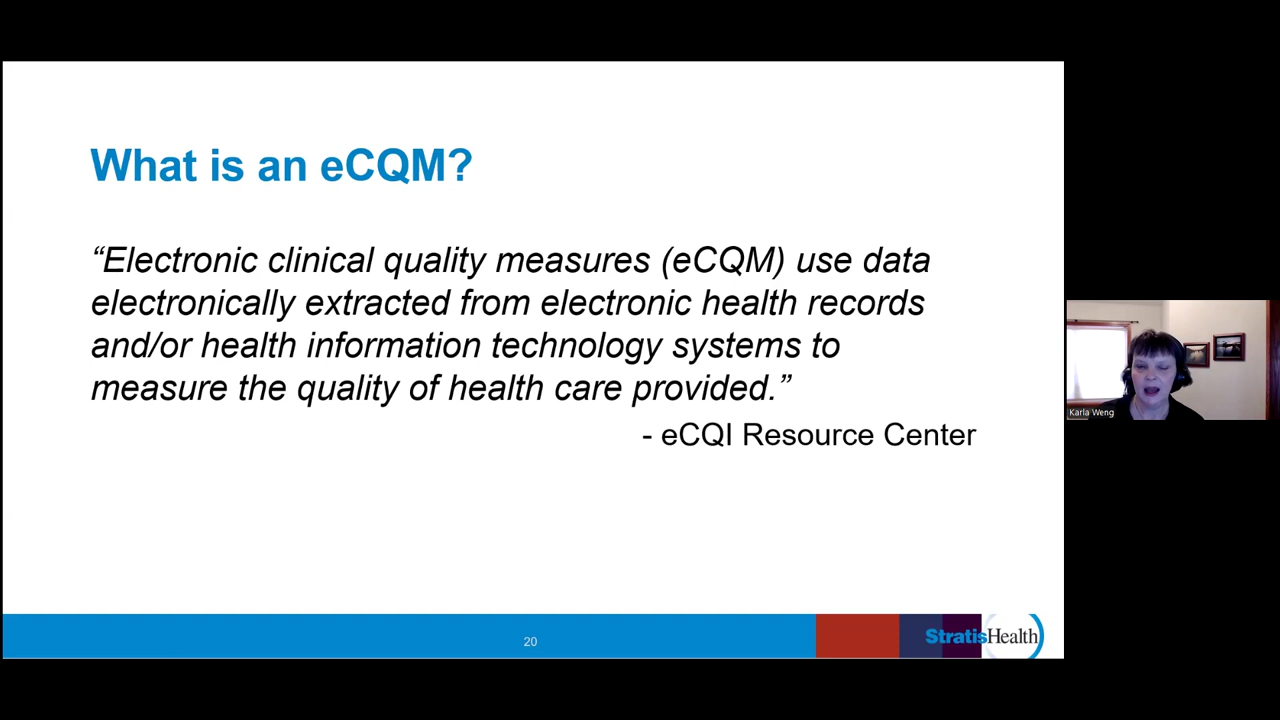 What is an eCQM?
“Electronic clinical quality measures (eCQM) use data
electronically extracted from electronic health records
and/or health information technology systems to
measure the quality of health care provided.”
- eCQI Resource Center
20
StratisHealth
Karla Weng